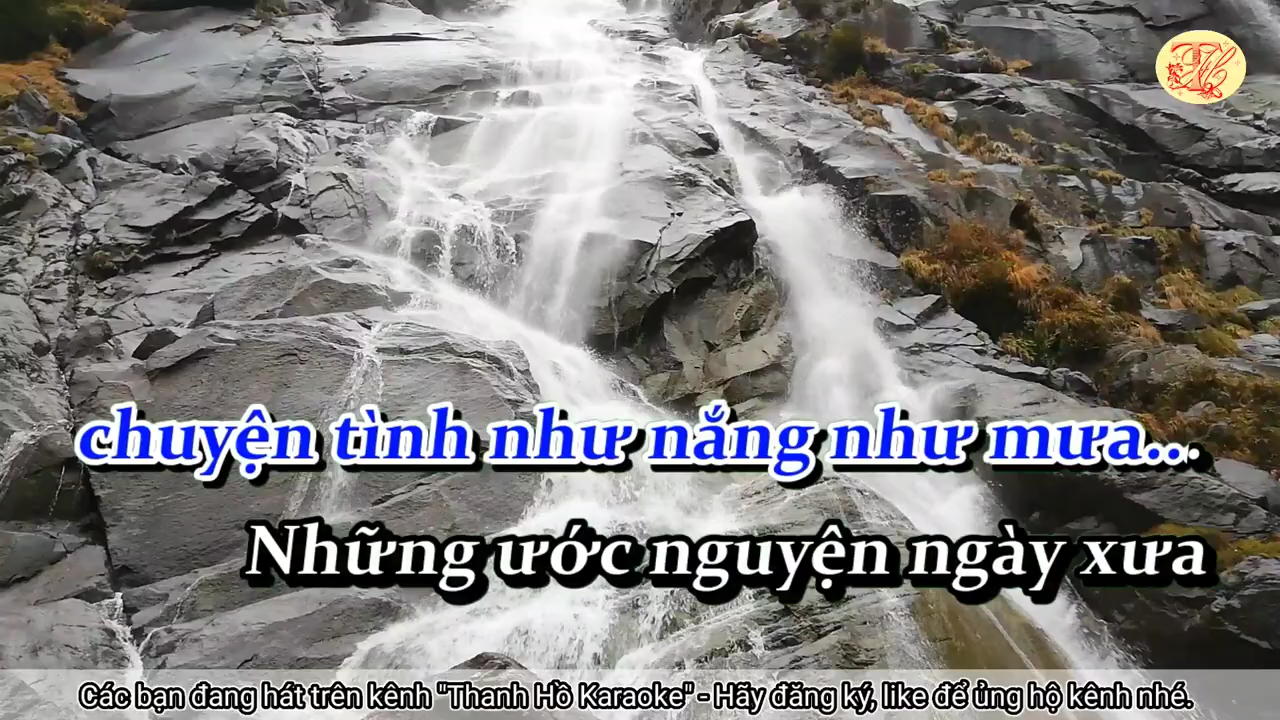 chuyện tình như nắng như mưa...
Những ước nguyện ngày xưa
Các bạn đang hát trên kênh "Thanh Hồ Karaoke" - Hãy đăng ký, like để ủng hộ kênh nhé.